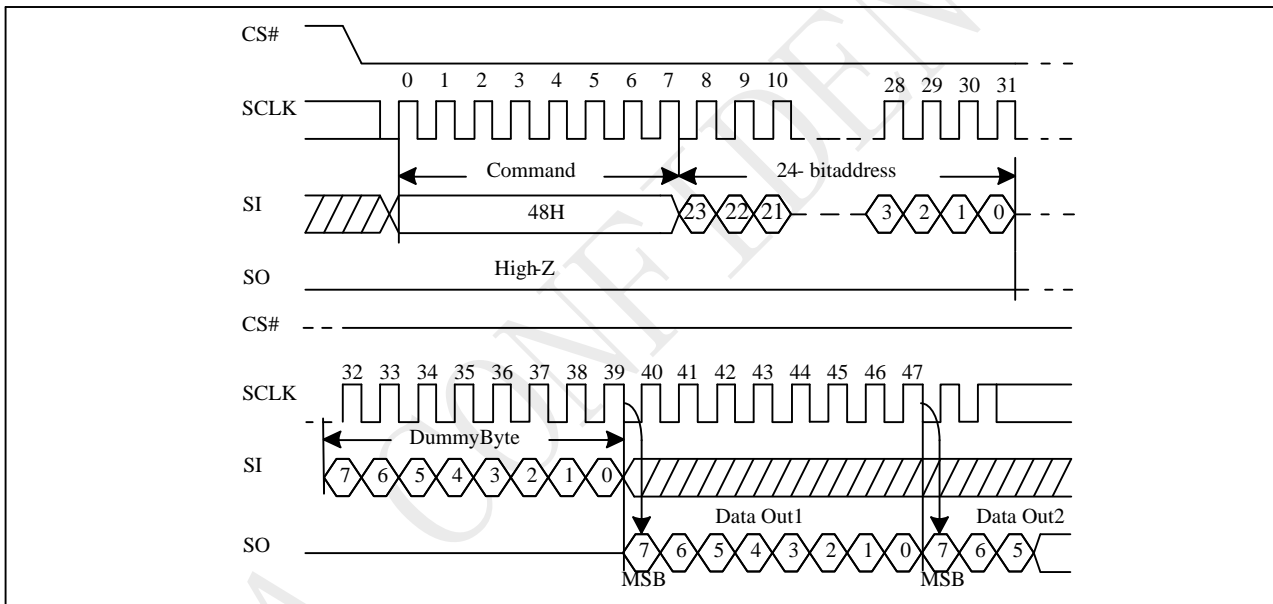 CS#
0 1 2 3 4 5 6 7 8 9 10 28 29 30 31
SCLK
Command 24- bitaddress
SI 48H 23 22 21 3 2 1 0
High-Z
SO
CS#
32 33 34 35 36 37 38 39 40 41 42 43 44 45 46 47
SCLK
DummyByte
SI 7 6 5 4 3 2 1 0
Data Out1 Data Out2
SO 7 6 5 4 3 2 1 0 7 6 5
MSB MSB